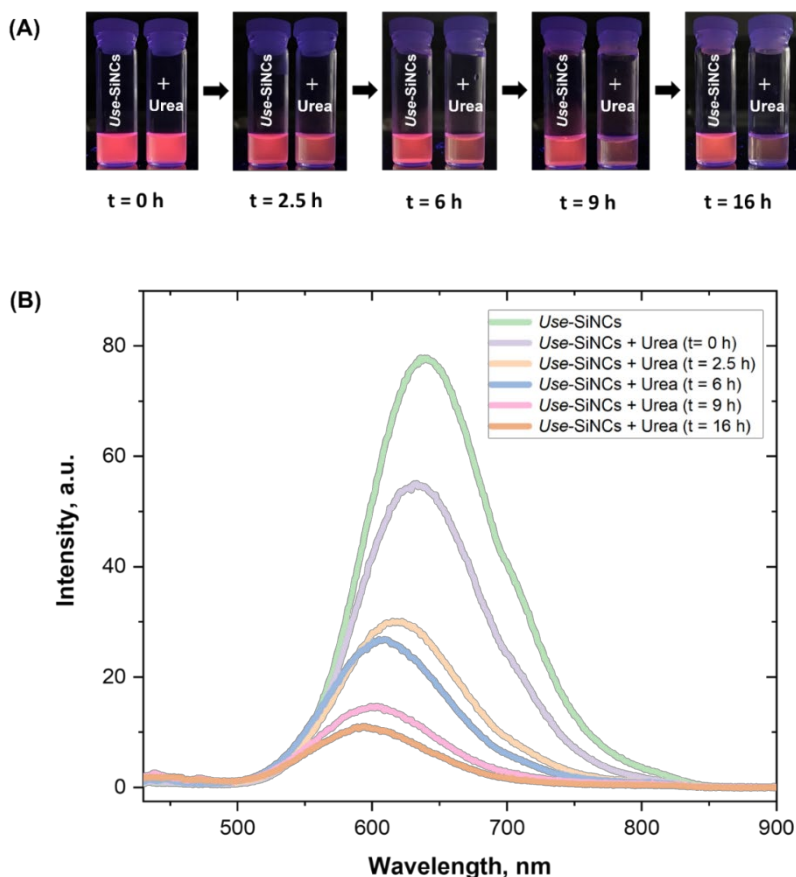 (A)
Use-SiNCs
+
Urea
Use-SiNCs
+
Urea
Use-SiNCs
+
Urea
Use-SiNCs
+
Urea
Use-SiNCs
+
Urea
t = 0 h
t = 2.5 h
t = 6 h
t = 9 h
t = 16 h
(B)
80
60
40
20
0
Intensity, a.u.
Use-SiNCs
Use-SiNCs + Urea (t= 0 h)
Use-SiNCs + Urea (t = 2.5 h)
Use-SiNCs + Urea (t = 6 h)
Use-SiNCs + Urea (t = 9 h)
Use-SiNCs + Urea (t = 16 h)
500
600
700
800
900
Wavelength, nm